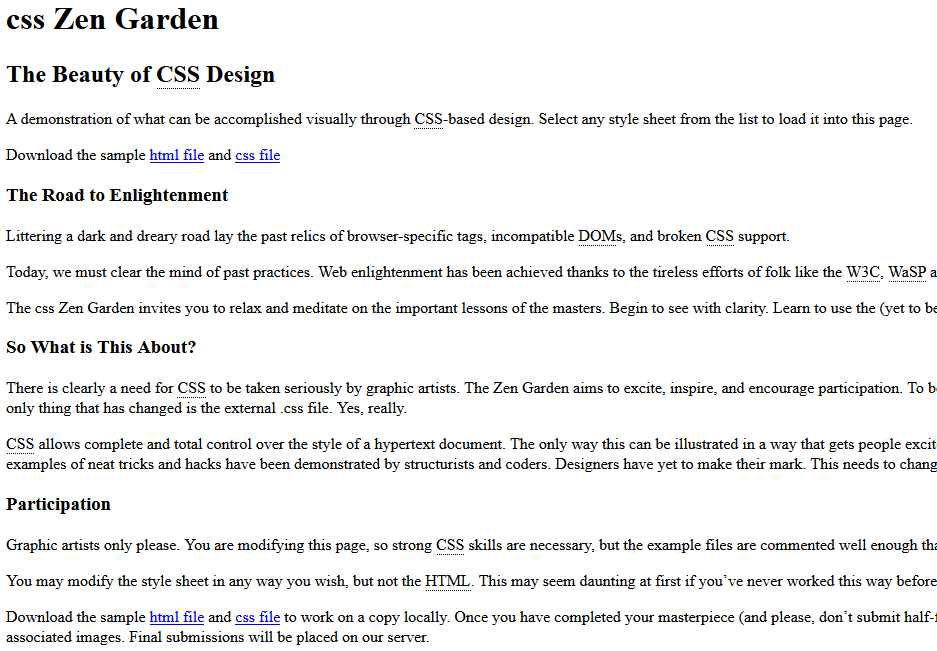 css Zen Garden
The Beauty of CSS Design
A demonstration of what can be accomplished visually through CSS-based design. Select any style sheet from the list to load it into this page.
Download the sample html file and css file
The Road to Enlightenment
Littering a dark and dreary road lay the past relics of browser-specific tags, incompatible DOMs, and broken CSS support.
Today, we must clear the mind of past practices. Web enlightenment has been achieved thanks to the tireless efforts of folk like the W3C, WaSP a
The css Zen Garden invites you to relax and meditate on the important lessons of the masters. Begin to see with clarity. Learn to use the (yet to be
So What is This About?
There is clearly a need for CSS to be taken seriously by graphic artists. The Zen Garden aims to excite, inspire, and encourage participation. To b
only thing that has changed is the external .css file. Yes, really.
CSS allows complete and total control over the style of a hypertext document. The only way this can be illustrated in a way that gets people excit
examples of neat tricks and hacks have been demonstrated by structurists and coders. Designers have yet to make their mark. This needs to chang
Participation
Graphic artists only please. You are modifying this page, so strong CSS skills are necessary, but the example files are commented well enough tha
You may modify the style sheet in any way you wish, but not the HTML. This may seem daunting at first if you’ve never worked this way before
Download the sample html file and css file to work on a copy locally. Once you have completed your masterpiece (and please, don’t submit half-f
associated images. Final submissions will be placed on our server.